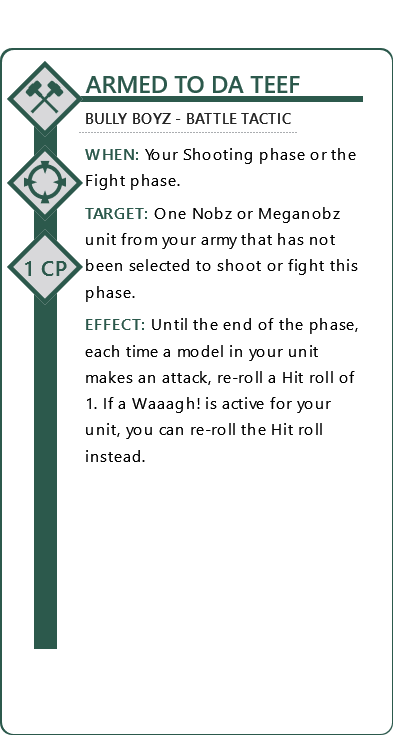 ARMED TO DA TEEF
BULLY BOYZ - BATTLE TACTIC
WHEN: Your Shooting phase or the
Fight phase.
TARGET: One Nobz or Meganobz
unit from your army that has not
been selected to shoot or fight this
phase.
1 CP
EFFECT: Until the end of the phase,
each time a model in your unit
makes an attack, re-roll a Hit roll of
1. If a Waaagh! is active for your
unit, you can re-roll the Hit roll
instead.